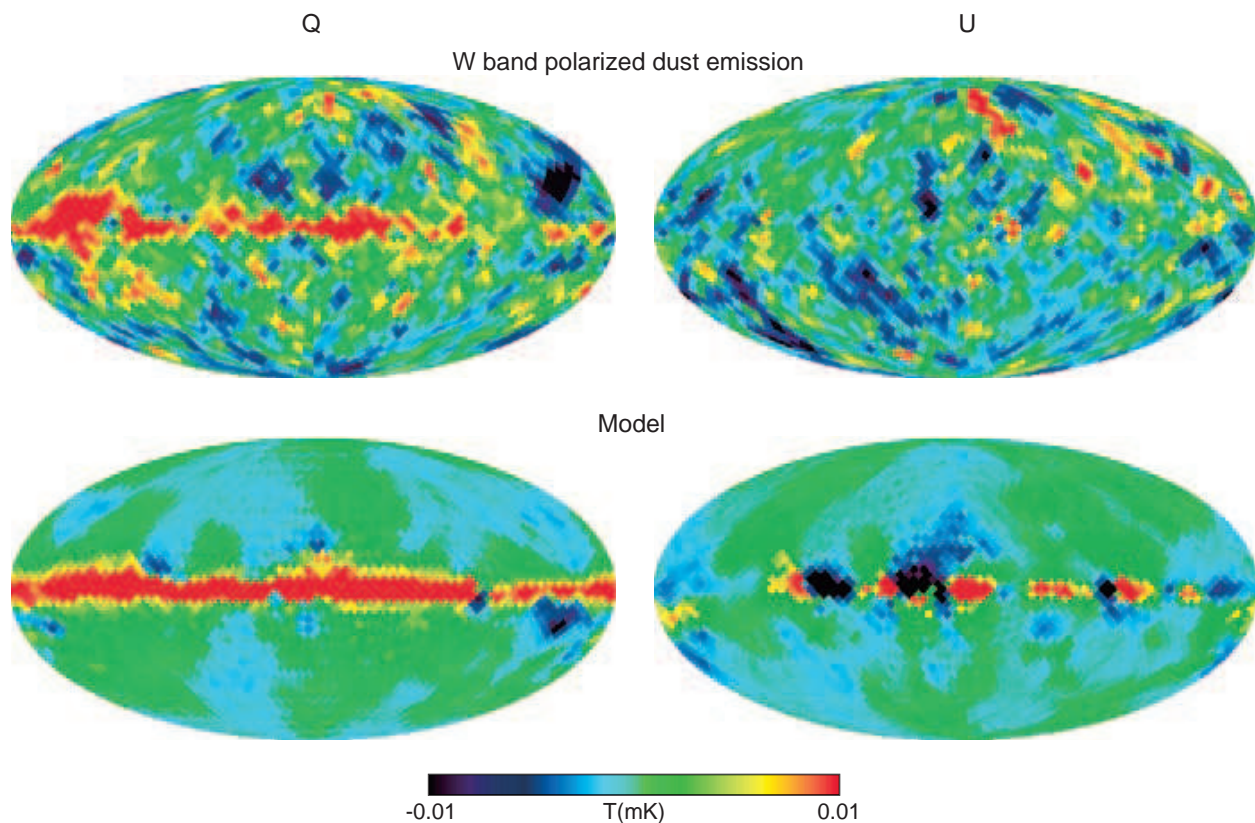 Q
U
W band polarized dust emission
Model
-0.01
T(mK)
0.01